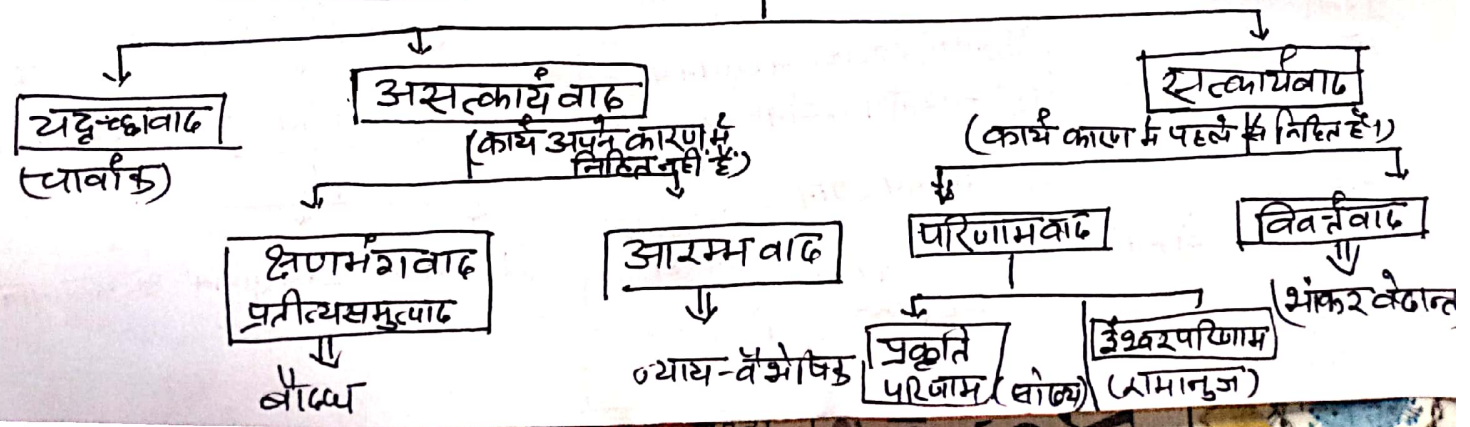 यदृच्छावाद
(चार्वाक)
असत्कार्यवाद
(कार्य अपने कारण में
निहित नहीं है)
क्षणभंगवाद
प्रतीत्यसमुत्पाद
बौद्ध
आरम्भवाद
न्याय-वैशेषिक
सत्कार्यवाद
(कार्य कारण में पहले से निहित है।)
परिणामवाद
प्रकृति
परिणाम (सांख्य)
ईश्वरपरिणाम
(रामानुज)
विवर्तवाद
(शांकर वेदान्त